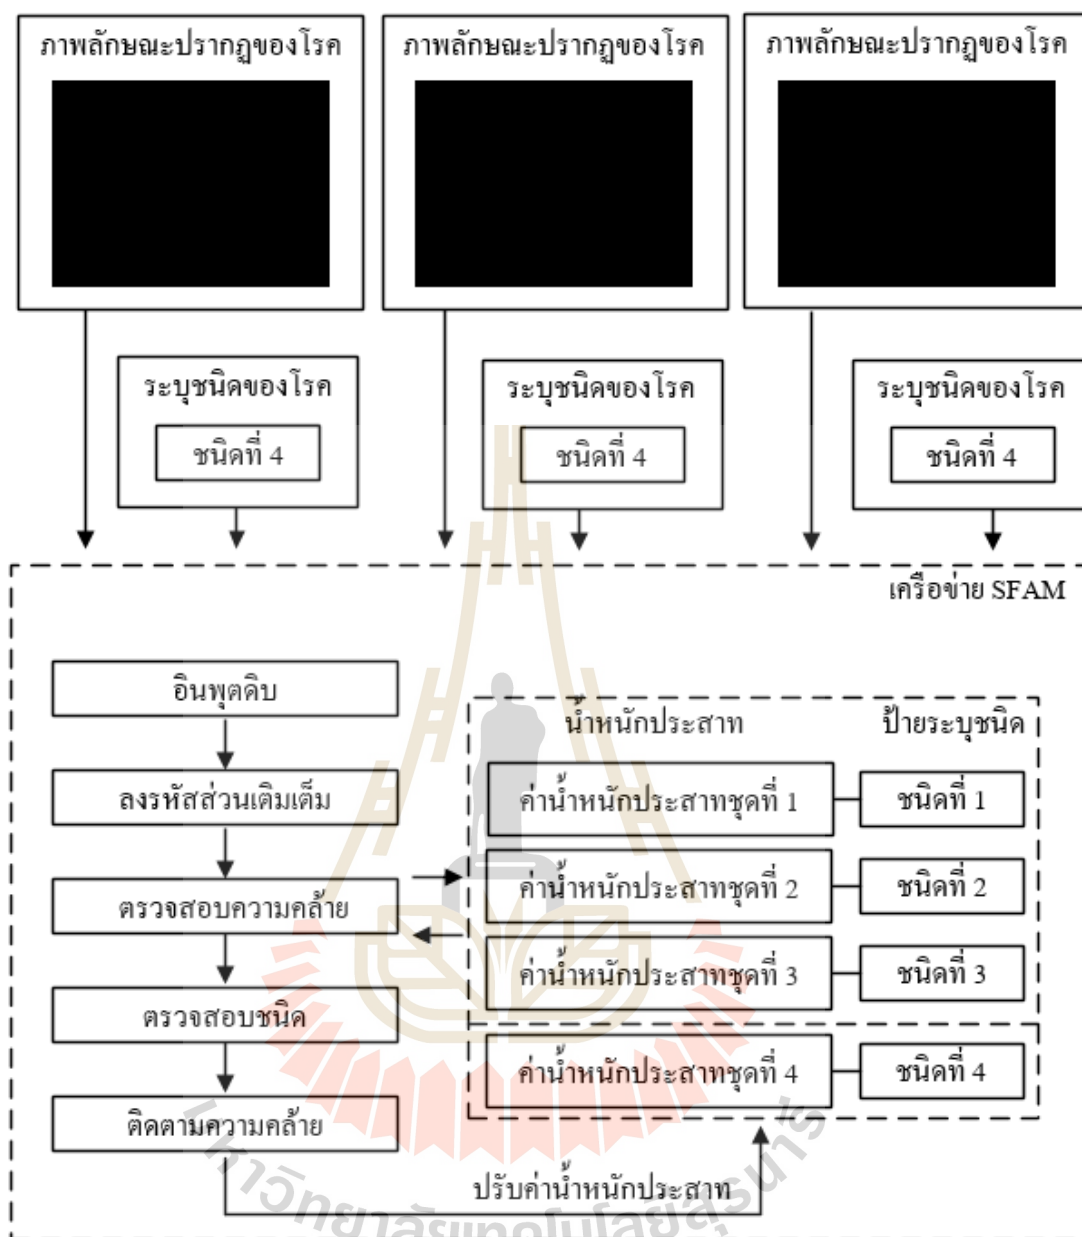 ภาพลักษณะปรากฏของโรค
ภาพลักษณะปรากฏของโรค
ภาพลักษณะปรากฏของโรค
ระบุชนิดของโรค
ชนิดที่ 4
ระบุชนิดของโรค
ชนิดที่ 4
ระบุชนิดของโรค
ชนิดที่ 4
เครือข่าย SFAM
อินพุตดิบ
ลงรหัสส่วนเติมเต็ม
ตรวจสอบความคล้าย
ตรวจสอบชนิด
ติดตามความคล้าย
น้ำหนักประสาท
ป้ายระบุชนิด
ค่าน้ำหนักประสาทชุดที่ 1
ชนิดที่ 1
ค่าน้ำหนักประสาทชุดที่ 2
ชนิดที่ 2
ค่าน้ำหนักประสาทชุดที่ 3
ชนิดที่ 3
ค่าน้ำหนักประสาทชุดที่ 4
ชนิดที่ 4
ปรับค่าน้ำหนักประสาท